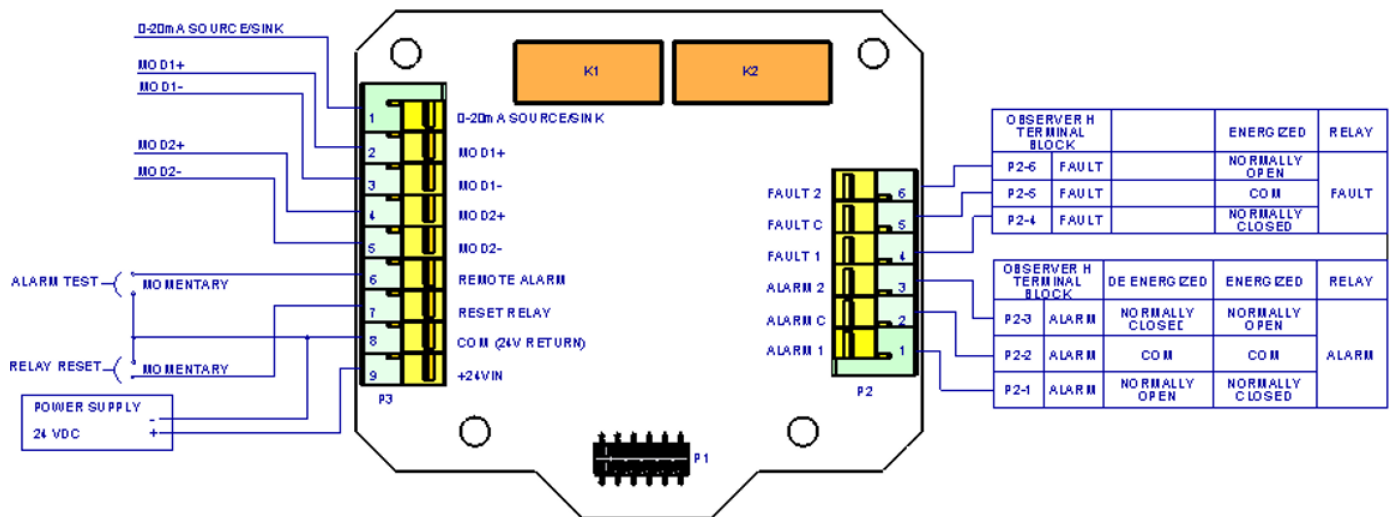 0-20mA SOURCE/SINK
MOD1+
MOD1-
MOD2+
MOD2-
ALARM TEST
MOMENTARY
RELAY RESET
MOMENTARY
POWER SUPPLY
-
24 VDC
+
K1
K2
1
0-20mA SOURCE/SINK
2
MOD1+
3
MOD1-
4
MOD2+
5
MOD2-
6
REMOTE ALARM
7
RESET RELAY
8
COM (24V RETURN)
9
+24VIN
P3
FAULT 2
6
FAULT C
5
FAULT 1
4
ALARM 2
3
ALARM C
2
ALARM 1
1
P2
P1
OBSERVER H
TERMINAL
BLOCK
ENERGIZED
RELAY
P2-6 FAULT
NORMALLY
OPEN
P2-5 FAULT
COM
FAULT
P2-4 FAULT
NORMALLY
CLOSED
OBSERVER H
TERMINAL
BLOCK
DE ENERGIZED
ENERGIZED
RELAY
P2-3 ALARM
NORMALLY
CLOSED
NORMALLY
OPEN
P2-2 ALARM
COM
COM
ALARM
P2-1 ALARM
NORMALLY
OPEN
NORMALLY
CLOSED